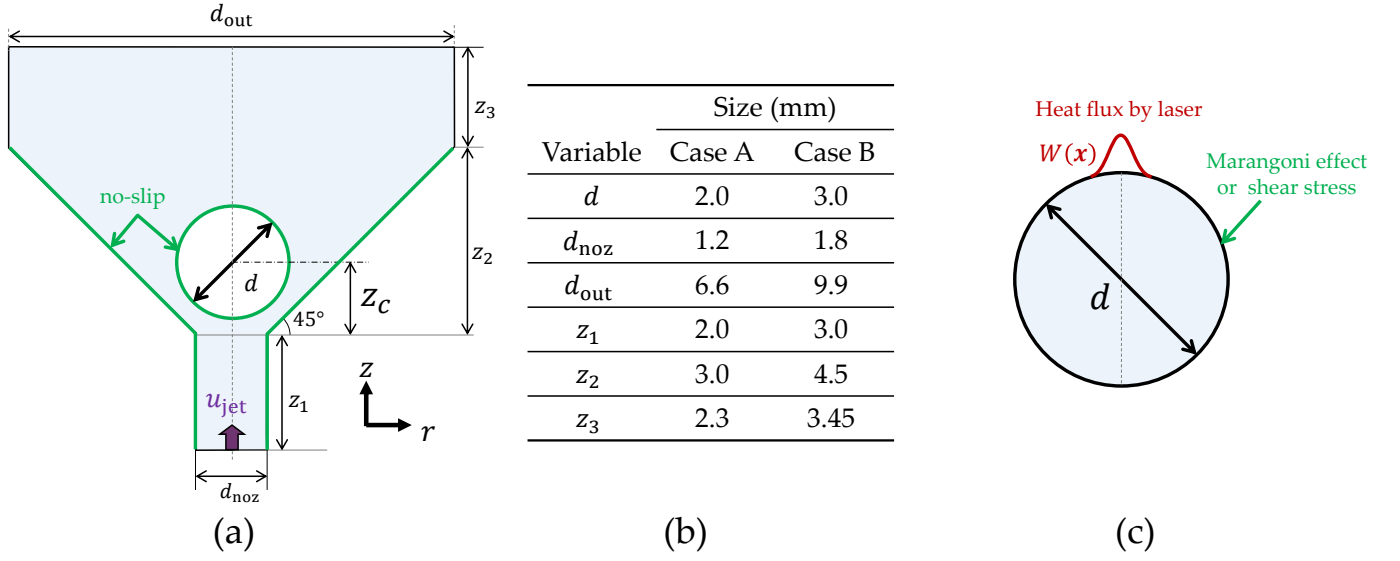 d_out
z_3
no-slip
d
z_C
z_2
45°
u_jet
z_1
z
r
d_noz
(a)
Size (mm)
Variable Case A Case B
d 2.0 3.0
d_noz 1.2 1.8
d_out 6.6 9.9
z_1 2.0 3.0
z_2 3.0 4.5
z_3 2.3 3.45
(b)
Heat flux by laser
W(x)
Marangoni effect
or shear stress
d
(c)